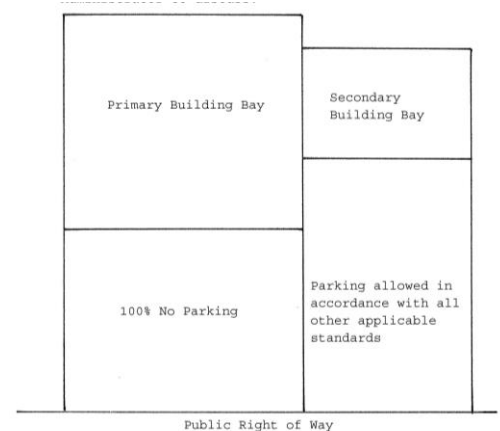 Primary Building Bay
Secondary
Building Bay
100% No Parking
Parking allowed in
accordance with all
other applicable
standards
Public Right of Way